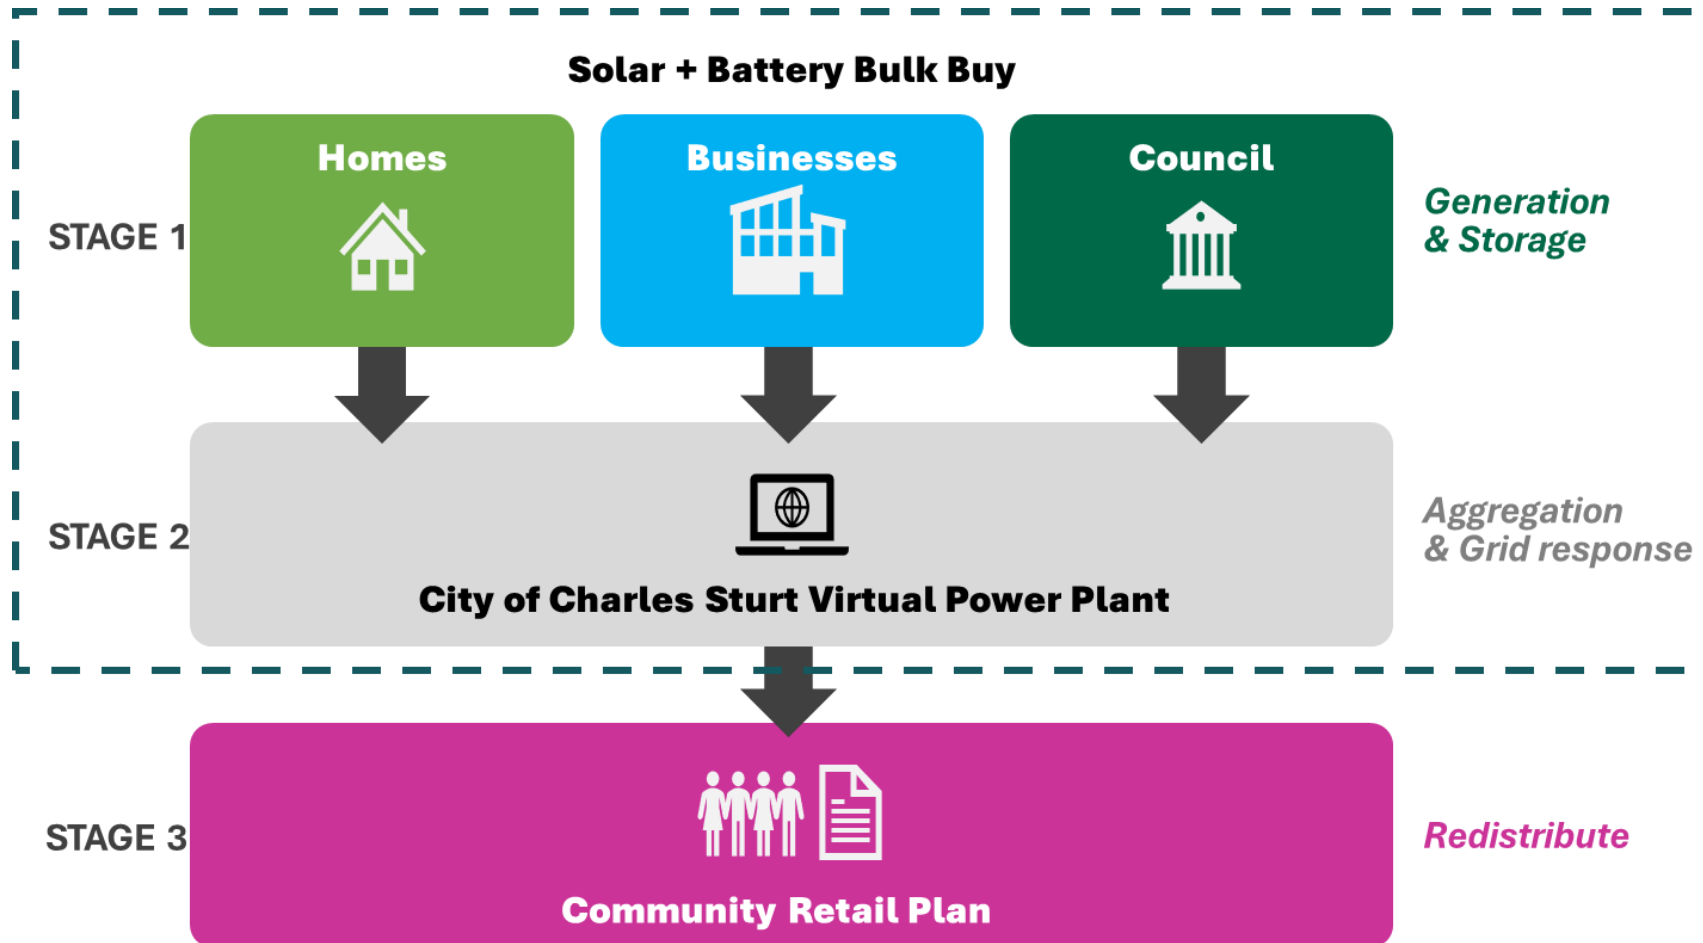 Solar + Battery Bulk Buy
Homes
Businesses
Council
STAGE 1
Generation
& Storage
STAGE 2
City of Charles Sturt Virtual Power Plant
Aggregation
& Grid response
STAGE 3
Community Retail Plan
Redistribute